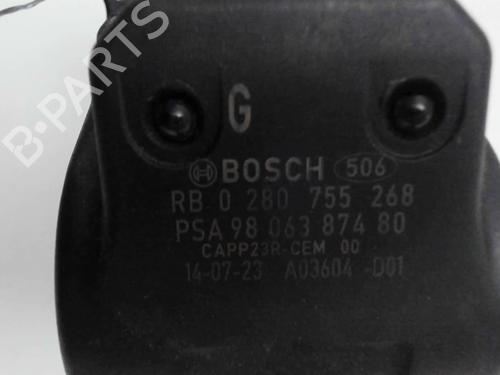 G
BOSCH 506
RB 0 280 755 268
PSA 98 063 874 80
CAPP23R-CEM 00
14-07-23 A03604 -D01
B-PARTS